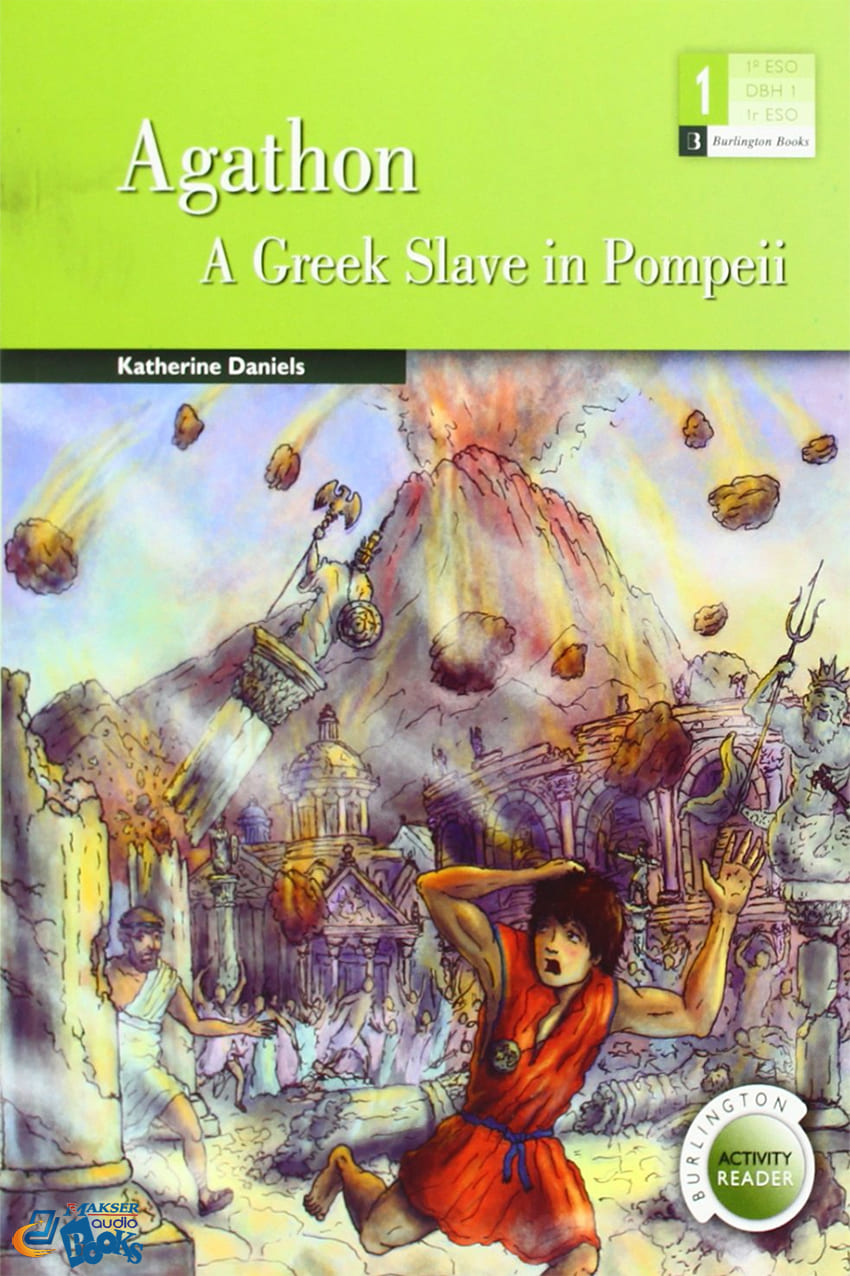 1
1º ESO
DBH 1
1r ESO
B Burlington Books
Agathon
A Greek Slave in Pompeii
Katherine Daniels
BURLINGTON
ACTIVITY
READER
MAKSER
audio
BOOKS